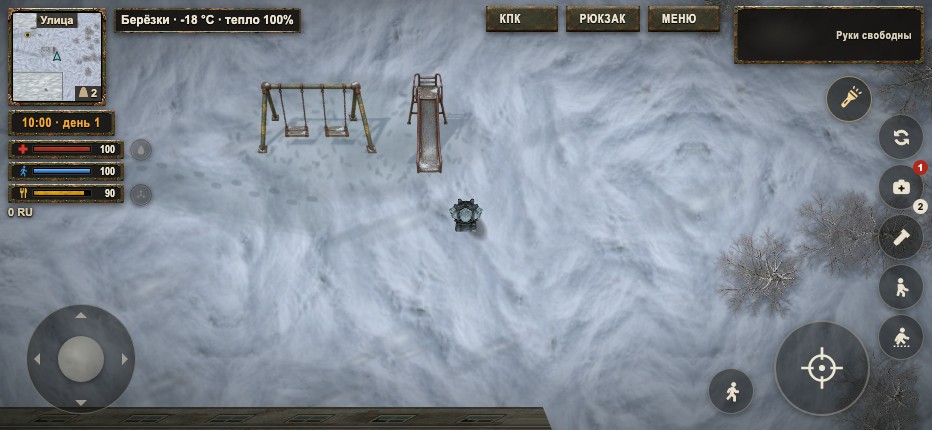 Улица
Берёзки · -18 °C · тепло 100%
КПК
РЮКЗАК
МЕНЮ
Руки свободны
2
10:00 · день 1
100
100
90
0 RU
1
2